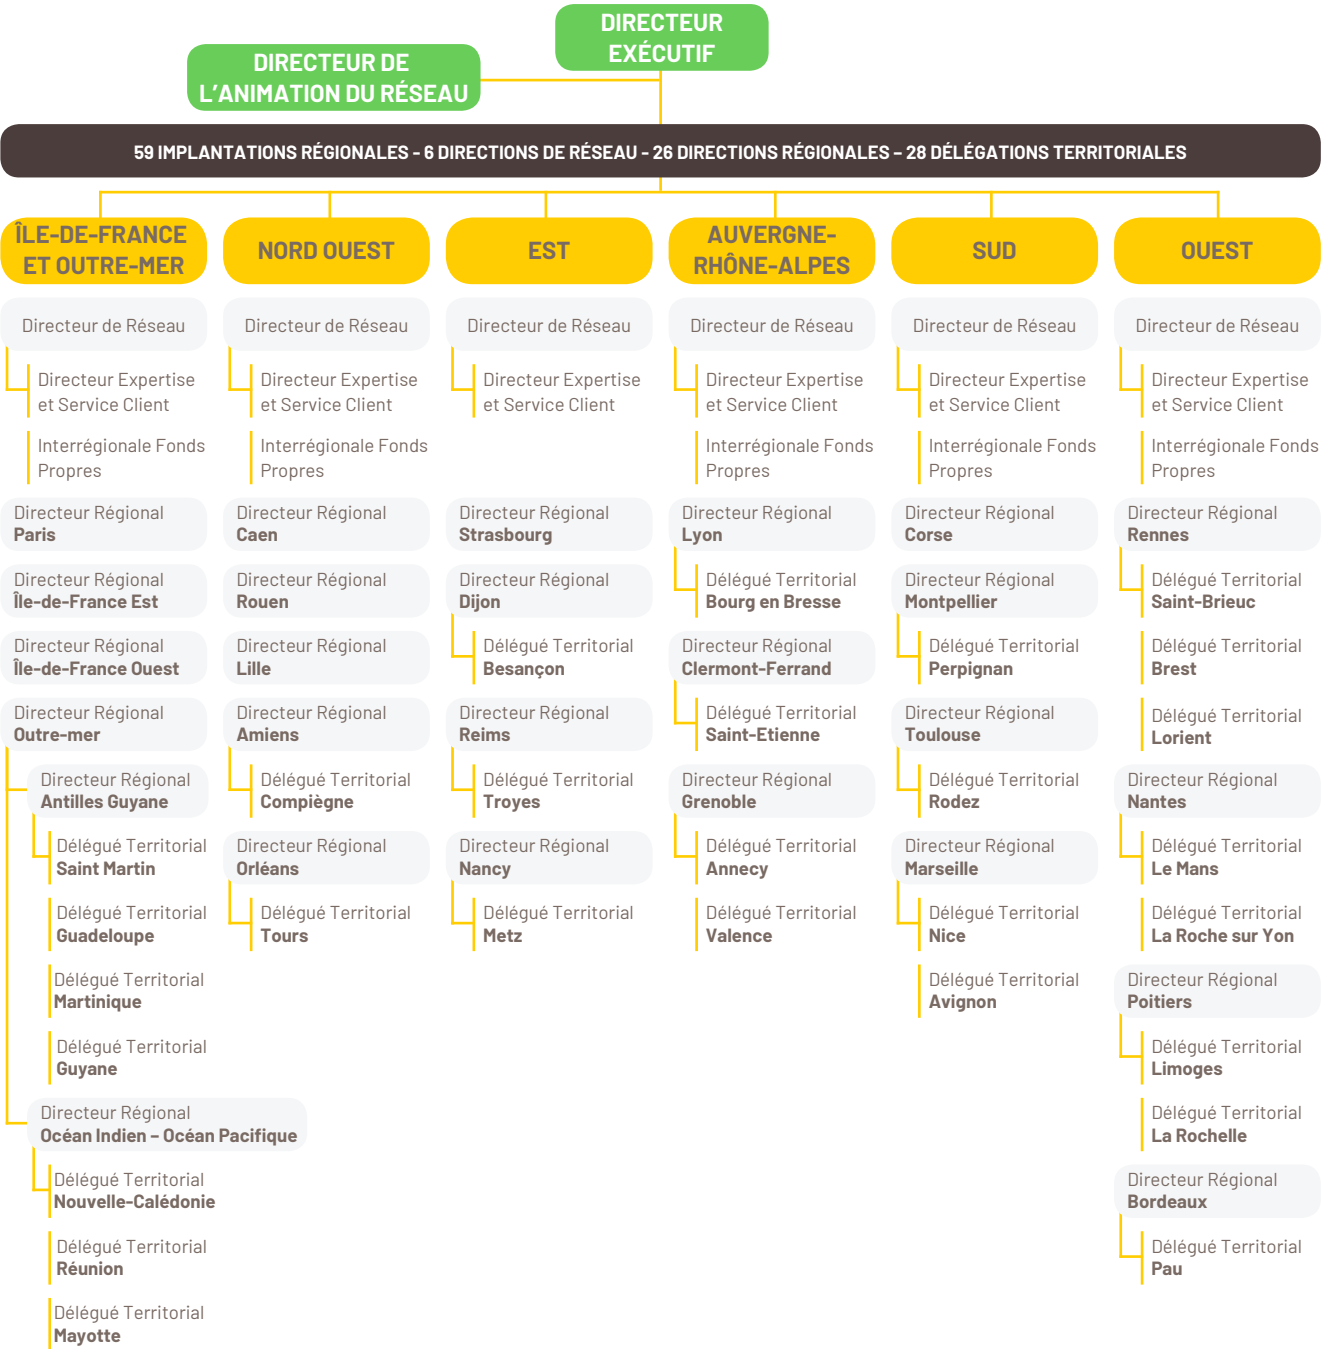 DIRECTEUR
EXÉCUTIF
DIRECTEUR DE
L’ANIMATION DU RÉSEAU
59 IMPLANTATIONS RÉGIONALES - 6 DIRECTIONS DE RÉSEAU - 26 DIRECTIONS RÉGIONALES – 28 DÉLÉGATIONS TERRITORIALES
ÎLE-DE-FRANCE
ET OUTRE-MER
Directeur de Réseau
Directeur Expertise
et Service Client
Interrégionale Fonds
Propres
Directeur Régional
Paris
Directeur Régional
Île-de-France Est
Directeur Régional
Île-de-France Ouest
Directeur Régional
Outre-mer
Directeur Régional
Antilles Guyane
Délégué Territorial
Saint Martin
Délégué Territorial
Guadeloupe
Délégué Territorial
Martinique
Délégué Territorial
Guyane
Directeur Régional
Océan Indien – Océan Pacifique
Délégué Territorial
Nouvelle-Calédonie
Délégué Territorial
Réunion
Délégué Territorial
Mayotte
NORD OUEST
Directeur de Réseau
Directeur Expertise
et Service Client
Interrégionale Fonds
Propres
Directeur Régional
Caen
Directeur Régional
Rouen
Directeur Régional
Lille
Directeur Régional
Amiens
Délégué Territorial
Compiègne
Directeur Régional
Orléans
Délégué Territorial
Tours
EST
Directeur de Réseau
Directeur Expertise
et Service Client
Directeur Régional
Strasbourg
Directeur Régional
Dijon
Délégué Territorial
Besançon
Directeur Régional
Reims
Délégué Territorial
Troyes
Directeur Régional
Nancy
Délégué Territorial
Metz
AUVERGNE-
RHÔNE-ALPES
Directeur de Réseau
Directeur Expertise
et Service Client
Interrégionale Fonds
Propres
Directeur Régional
Lyon
Délégué Territorial
Bourg en Bresse
Directeur Régional
Clermont-Ferrand
Délégué Territorial
Saint-Etienne
Directeur Régional
Grenoble
Délégué Territorial
Annecy
Délégué Territorial
Valence
SUD
Directeur de Réseau
Directeur Expertise
et Service Client
Interrégionale Fonds
Propres
Directeur Régional
Corse
Directeur Régional
Montpellier
Délégué Territorial
Perpignan
Directeur Régional
Toulouse
Délégué Territorial
Rodez
Directeur Régional
Marseille
Délégué Territorial
Nice
Délégué Territorial
Avignon
OUEST
Directeur de Réseau
Directeur Expertise
et Service Client
Interrégionale Fonds
Propres
Directeur Régional
Rennes
Délégué Territorial
Saint-Brieuc
Délégué Territorial
Brest
Délégué Territorial
Lorient
Directeur Régional
Nantes
Délégué Territorial
Le Mans
Délégué Territorial
La Roche sur Yon
Directeur Régional
Poitiers
Délégué Territorial
Limoges
Délégué Territorial
La Rochelle
Directeur Régional
Bordeaux
Délégué Territorial
Pau